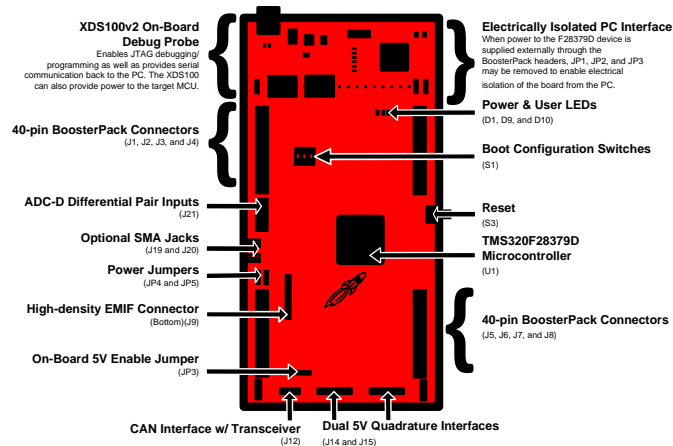 XDS100v2 On-Board
Debug Probe
Enables JTAG debugging/
programming as well as provides serial
communication back to the PC. The XDS100
can also provide power to the target MCU.
40-pin BoosterPack Connectors
(J1, J2, J3, and J4)
ADC-D Differential Pair Inputs
(J21)
Optional SMA Jacks
(J19 and J20)
Power Jumpers
(JP4 and JP5)
High-density EMIF Connector
(Bottom)(J9)
On-Board 5V Enable Jumper
(JP3)
CAN Interface w/ Transceiver
(J12)
Dual 5V Quadrature Interfaces
(J14 and J15)
Electrically Isolated PC Interface
When power to the F28379D device is
supplied externally through the
BoosterPack headers, JP1, JP2, and JP3
may be removed to enable electrical
isolation of the board from the PC.
Power & User LEDs
(D1, D9, and D10)
Boot Configuration Switches
(S1)
Reset
(S3)
TMS320F28379D
Microcontroller
(U1)
40-pin BoosterPack Connectors
(J5, J6, J7, and J8)